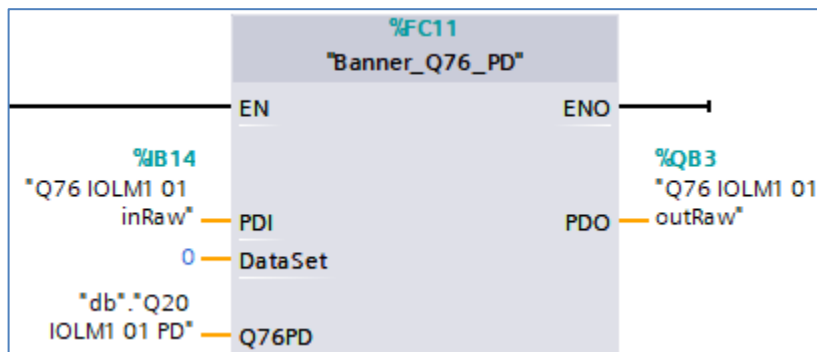 %FC11
"Banner_Q76_PD"
EN ENO
%IB14 %QB3
"Q76 IOLM1 01 "Q76 IOLM1 01
inRaw" PDI PDO outRaw"
0 DataSet
"db"."Q20
IOLM1 01 PD" Q76PD